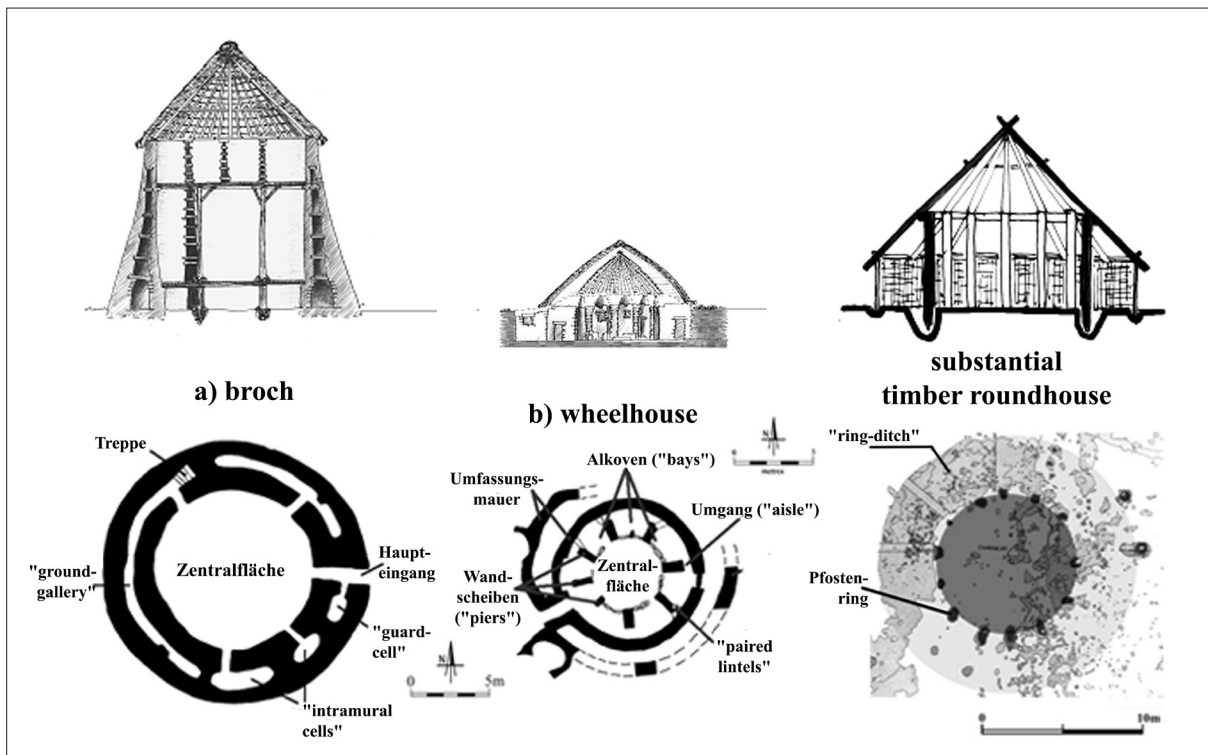 a) broch
Treppe
"ground-
gallery"
Zentralfläche
Haupt-
eingang
"guard-
cell"
"intramural
cells"
N
0 5m
b) wheelhouse
N
metres
Alkoven ("bays")
Umfassungs-
mauer
Umgang ("aisle")
Wand-
scheiben
("piers")
Zentral-
fläche
"paired
lintels"
substantial
timber roundhouse
"ring-ditch"
Pfosten-
ring
0 10m